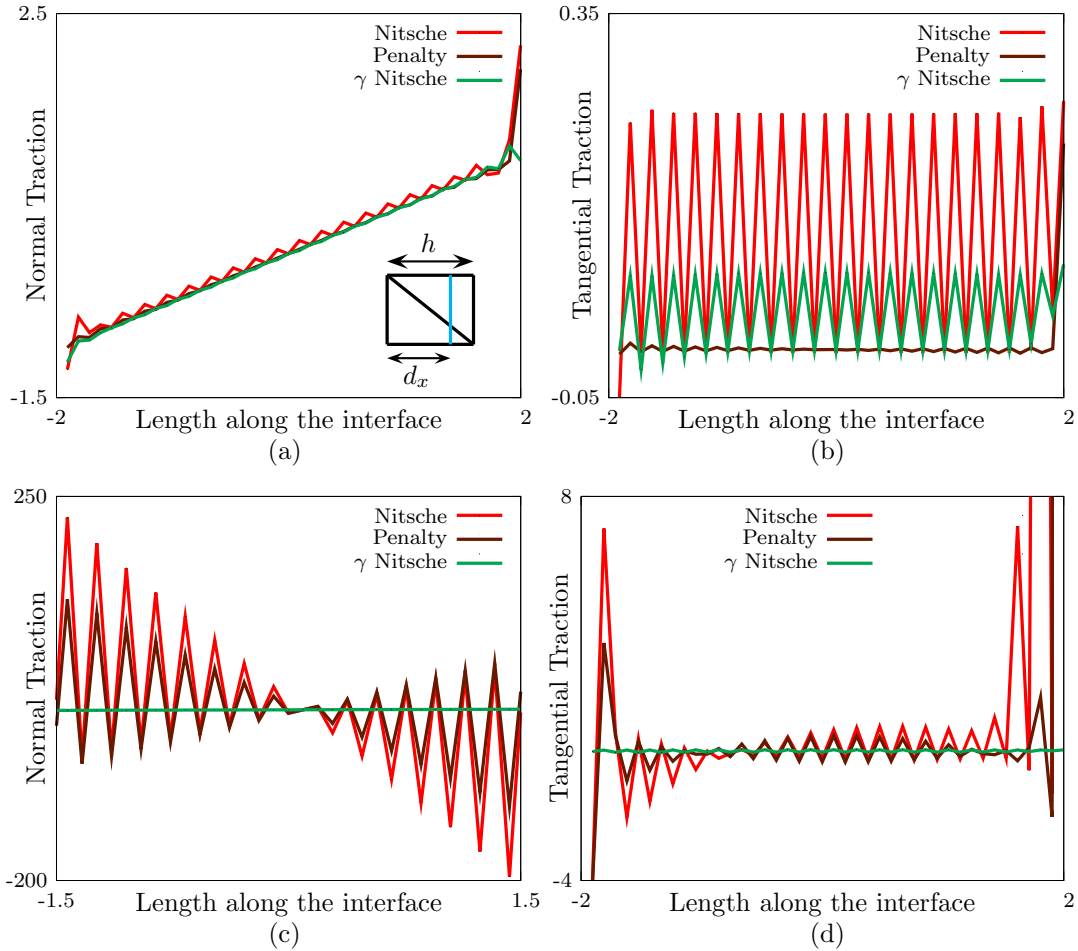 2.5
Normal Traction
-1.5
-2
Length along the interface
2
Nitsche
Penalty
γ Nitsche
h
d_x
(a)
0.35
Tangential Traction
-0.05
-2
Length along the interface
2
Nitsche
Penalty
γ Nitsche
(b)
250
Normal Traction
-200
-1.5
Length along the interface
1.5
Nitsche
Penalty
γ Nitsche
(c)
8
Tangential Traction
-4
-2
Length along the interface
2
Nitsche
Penalty
γ Nitsche
(d)